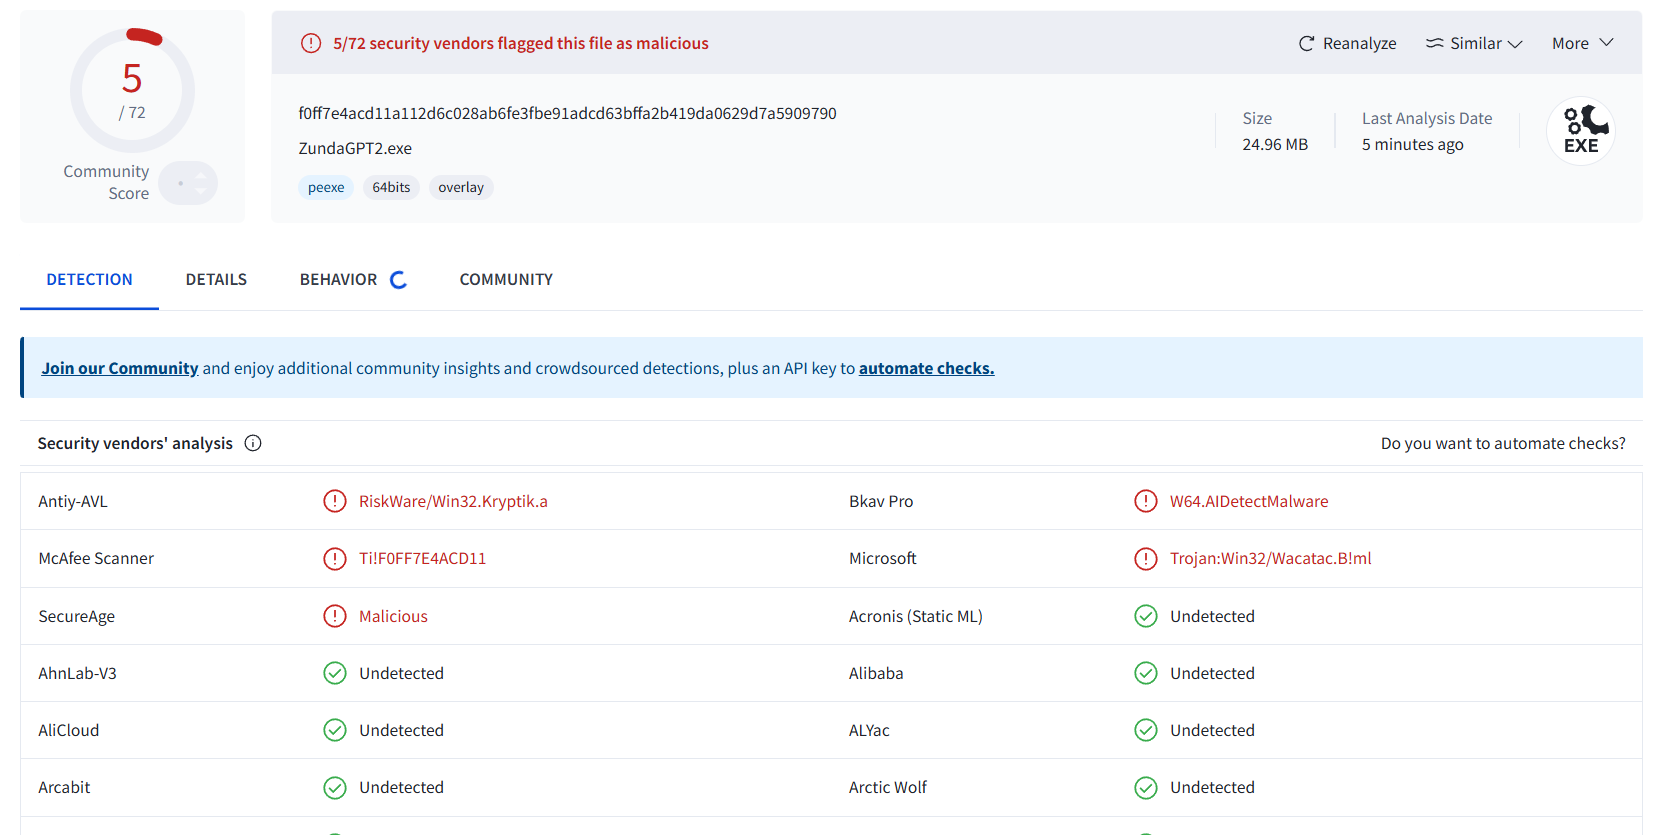 5
/ 72
Community
Score
5/72 security vendors flagged this file as malicious
Reanalyze
Similar
More
f0ff7e4acd11a112d6c028ab6fe3fbe91adcd63bffa2b419da0629d7a5909790
ZundaGPT2.exe
peexe
64bits
overlay
Size
24.96 MB
Last Analysis Date
5 minutes ago
EXE
DETECTION
DETAILS
BEHAVIOR
COMMUNITY
Join our Community and enjoy additional community insights and crowdsourced detections, plus an API key to automate checks.
Security vendors' analysis
Do you want to automate checks?
Antiy-AVL
RiskWare/Win32.Kryptik.a
Bkav Pro
W64.AIDetectMalware
McAfee Scanner
Ti!F0FF7E4ACD11
Microsoft
Trojan:Win32/Wacatac.B!ml
SecureAge
Malicious
Acronis (Static ML)
Undetected
AhnLab-V3
Undetected
Alibaba
Undetected
AliCloud
Undetected
ALYac
Undetected
Arcabit
Undetected
Arctic Wolf
Undetected